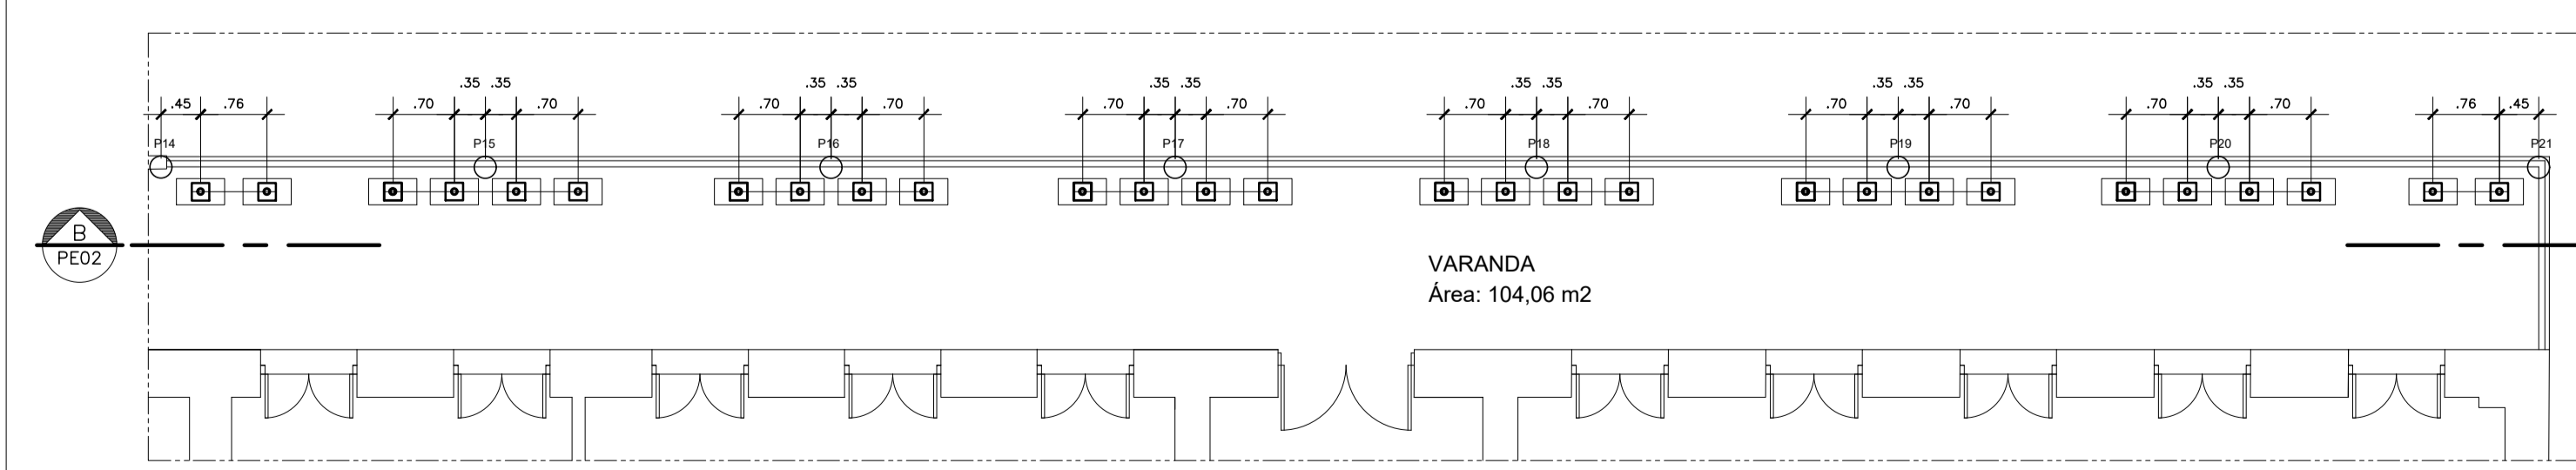 .35 .35 .35 .35 .35 .35 .35 .35 .35 .35 .35 .35
.45 .76 .70 .70 .70 .70 .70 .70 .70 .70 .70 .70 .70 .70 .76 .45
P14 P15 P16 P17 P18 P19 P20 P21
B
PE02
VARANDA
Área: 104,06 m2